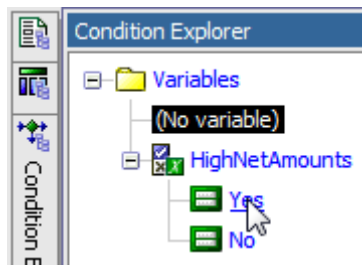 Condition Explorer
Variables
(No variable)
HighNetAmounts
Yes
No
Condition